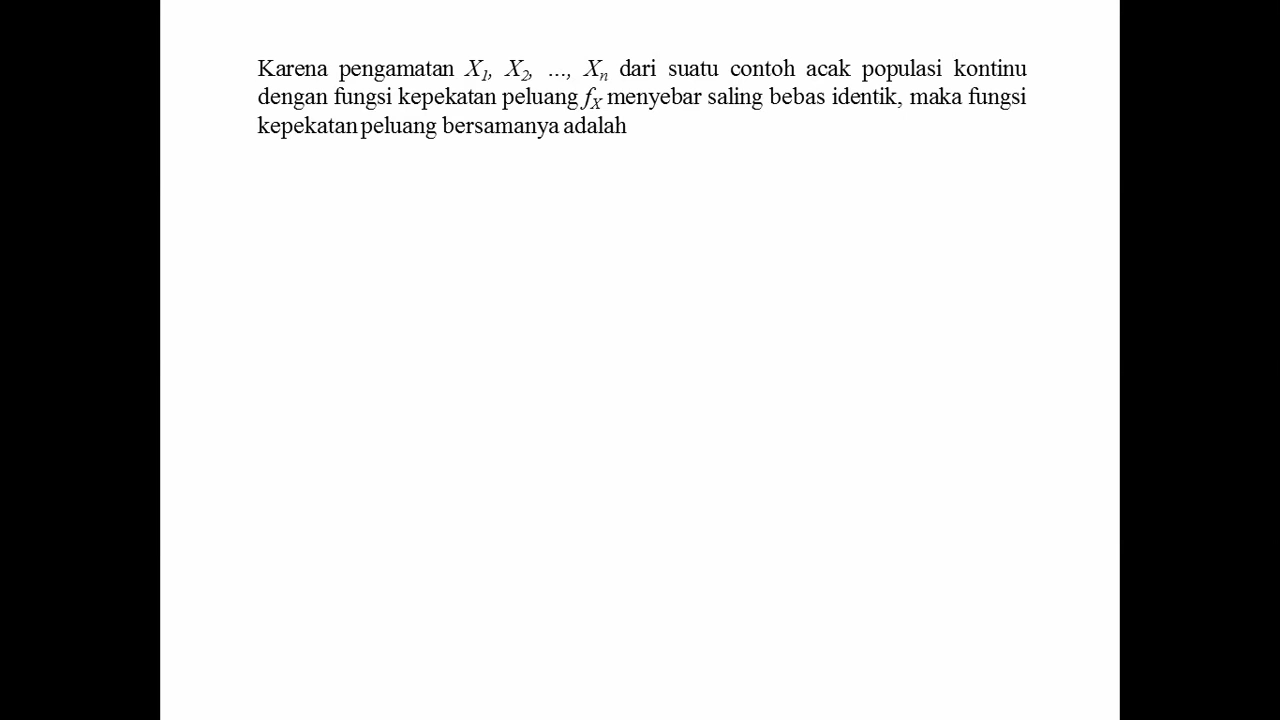 Karena pengamatan X1, X2, ..., Xn dari suatu contoh acak populasi kontinu
dengan fungsi kepekatan peluang fX menyebar saling bebas identik, maka fungsi
kepekatan peluang bersamanya adalah